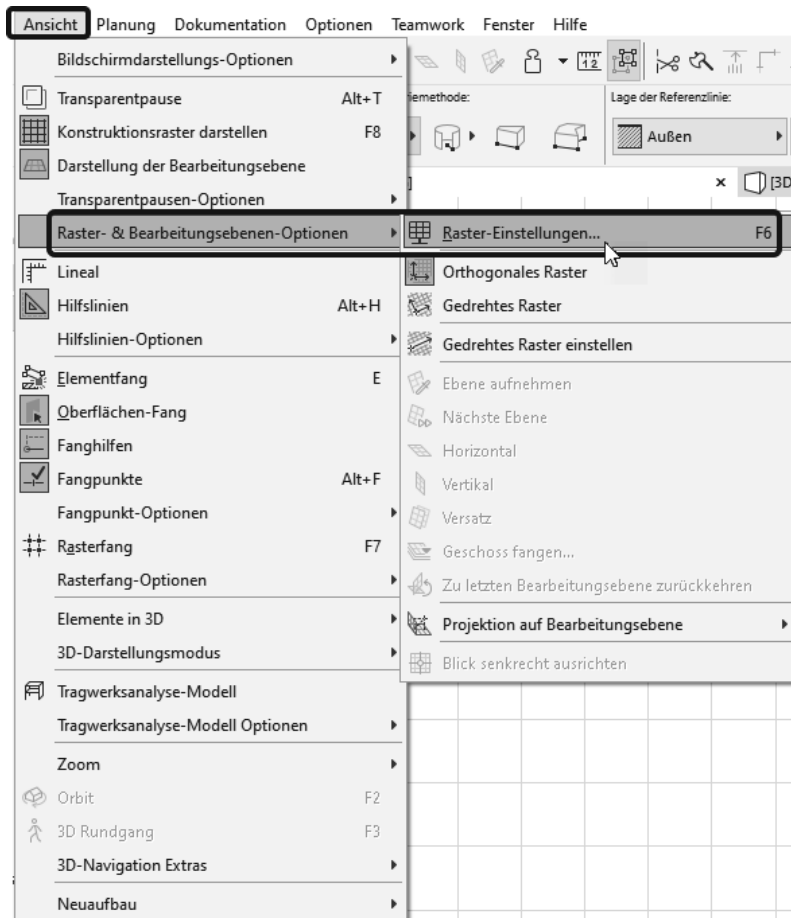 Ansicht Planung Dokumentation Optionen Teamwork Fenster Hilfe
Bildschirmdarstellungs-Optionen
Transparentpause Alt+T
Konstruktionsraster darstellen F8
Darstellung der Bearbeitungsebene
Transparentpausen-Optionen
Raster- & Bearbeitungsebenen-Optionen
Lineal
Hilfslinien Alt+H
Hilfslinien-Optionen
Elementfang E
Oberflächen-Fang
Fanghilfen
Fangpunkte Alt+F
Fangpunkt-Optionen
Rasterfang F7
Rasterfang-Optionen
Elemente in 3D
3D-Darstellungsmodus
Tragwerksanalyse-Modell
Tragwerksanalyse-Modell Optionen
Zoom
Orbit F2
3D Rundgang F3
3D-Navigation Extras
Neuaufbau
1 2
iemethode:
Lage der Referenzlinie:
Außen
] × [3D
Raster-Einstellungen... F6
Orthogonales Raster
Gedrehtes Raster
Gedrehtes Raster einstellen
Ebene aufnehmen
Nächste Ebene
Horizontal
Vertikal
Versatz
Geschoss fangen...
Zu letzten Bearbeitungsebene zurückkehren
Projektion auf Bearbeitungsebene
Blick senkrecht ausrichten